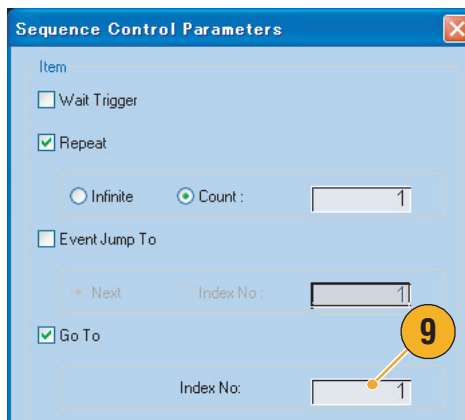 Sequence Control Parameters
Item
Wait Trigger
Repeat
Infinite Count : 1
Event Jump To
Next Index No : 1
Go To
9
Index No: 1